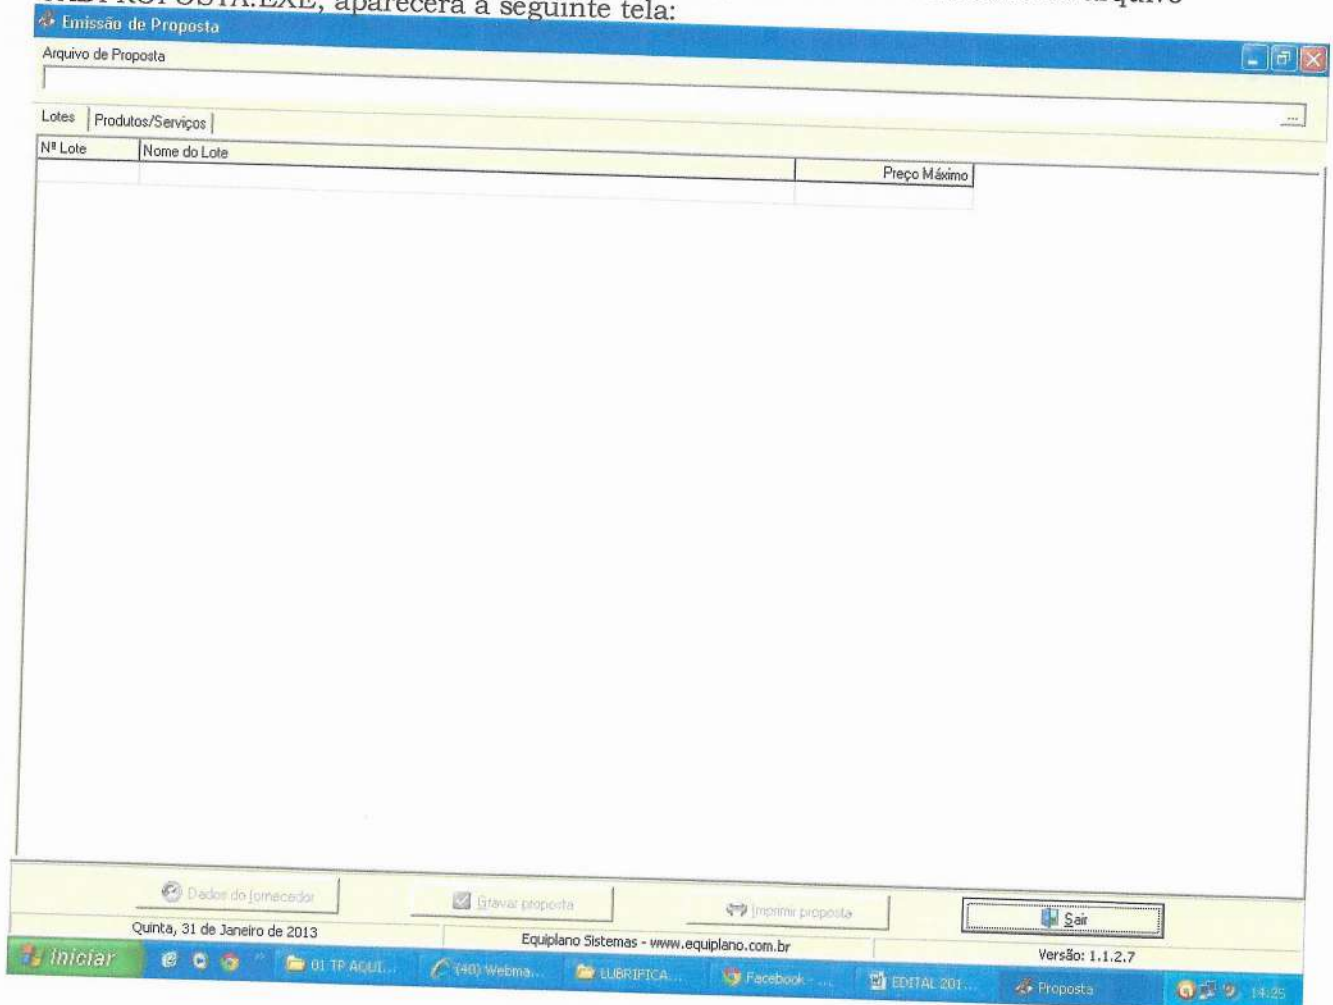 PROPOSTA.EXE, aparecerá a seguinte tela:
Emissão de Proposta
Arquivo de Proposta
...
Lotes Produtos/Serviços
Nº Lote Nome do Lote Preço Máximo
Dados do fornecedor Gravar proposta Imprimir proposta Sair
Quinta, 31 de Janeiro de 2013 Equiplano Sistemas - www.equiplano.com.br Versão: 1.1.2.7
Iniciar 01 TP AQUI... (40) Webma... LUBRIFICA... Facebook - ... EDITAL 201... Proposta 14:25